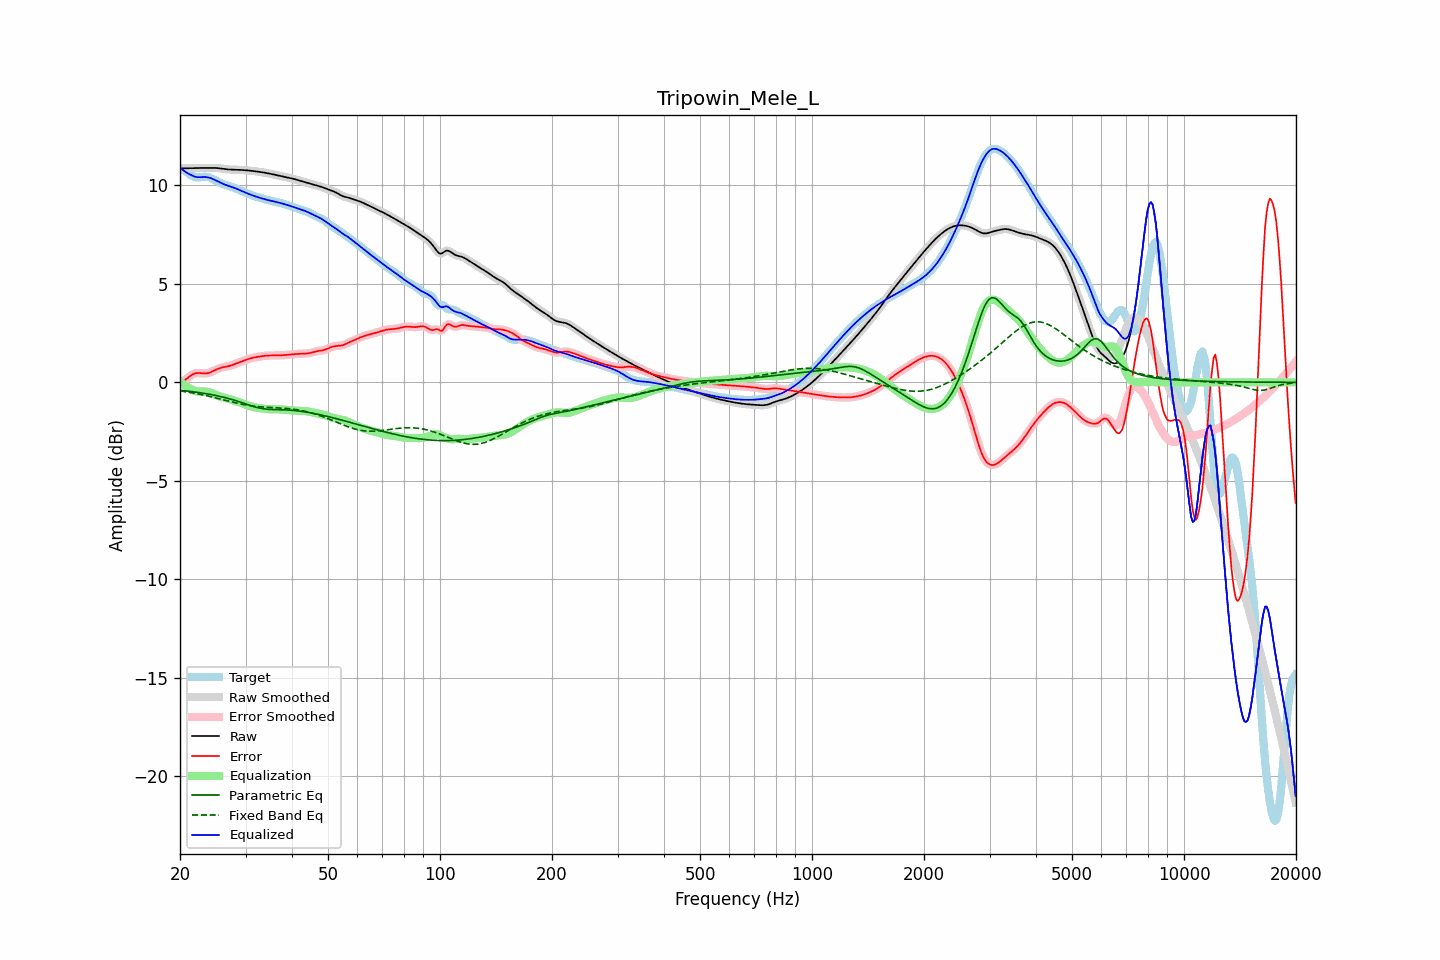 Tripowin_Mele_L
Amplitude (dBr)
10
5
0
−5
−10
−15
−20
Target
Raw Smoothed
Error Smoothed
Raw
Error
Equalization
Parametric Eq
Fixed Band Eq
Equalized
20 50 100 200 500 1000 2000 5000 10000 20000
Frequency (Hz)